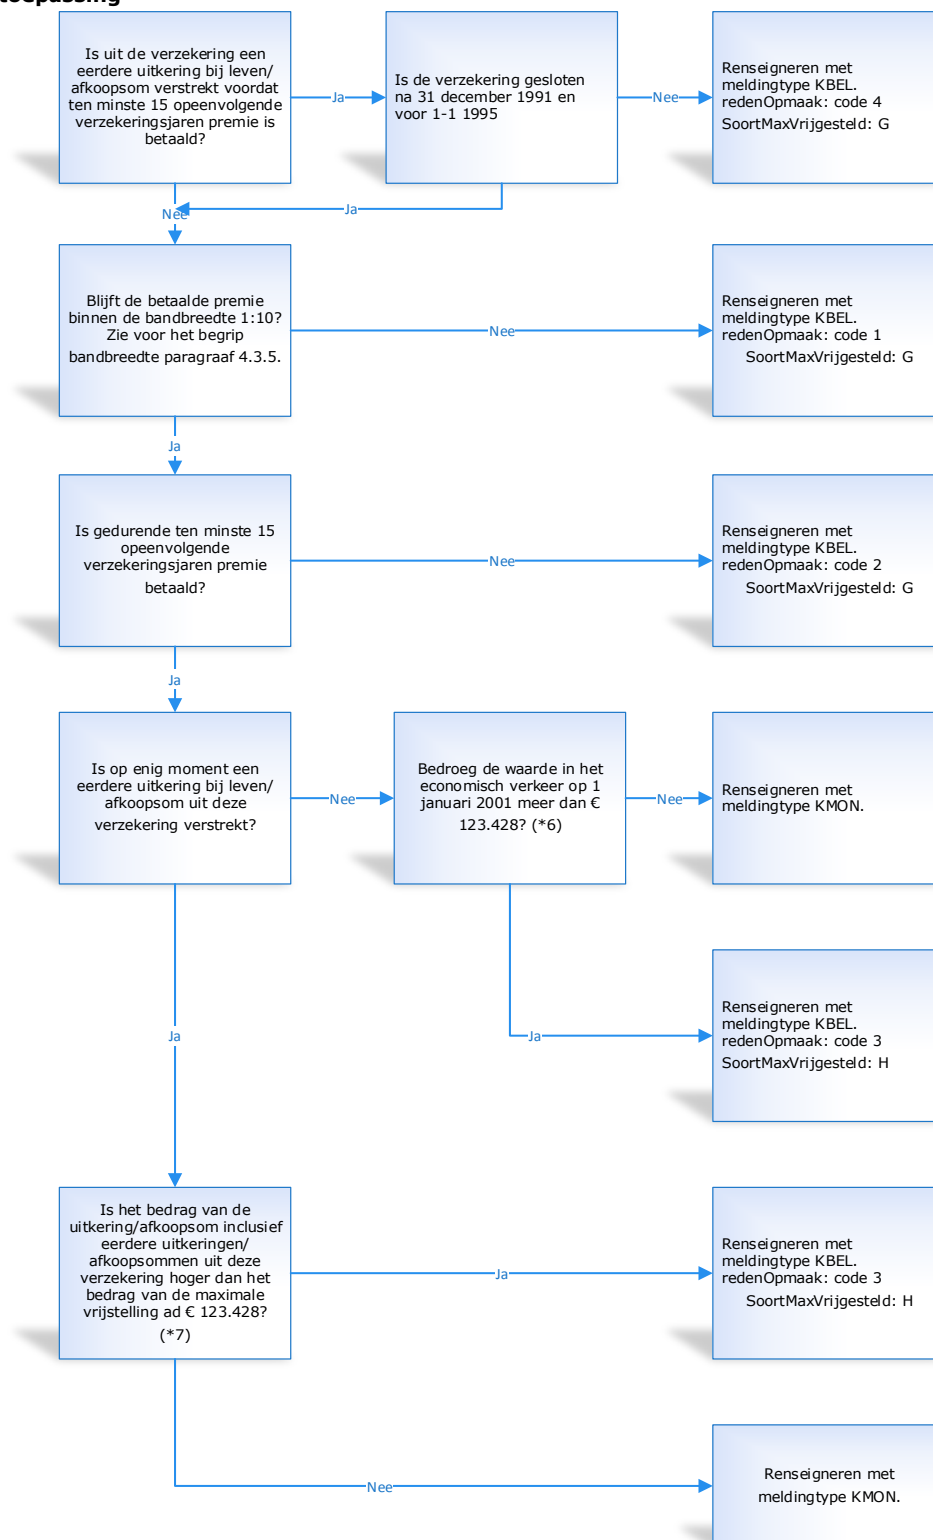 toepassing
Is uit de verzekering een
eerdere uitkering bij leven/
afkoopsom verstrekt voordat
ten minste 15 opeenvolgende
verzekeringsjaren premie is
betaald?
Ja
Is de verzekering gesloten
na 31 december 1991 en
voor 1-1 1995
Nee
Renseigneren met
meldingtype KBEL.
redenOpmaak: code 4
SoortMaxVrijgesteld: G
Nee
Ja
Blijft de betaalde premie
binnen de bandbreedte 1:10?
Zie voor het begrip
bandbreedte paragraaf 4.3.5.
Nee
Renseigneren met
meldingtype KBEL.
redenOpmaak: code 1
SoortMaxVrijgesteld: G
Ja
Is gedurende ten minste 15
opeenvolgende
verzekeringsjaren premie
betaald?
Nee
Renseigneren met
meldingtype KBEL.
redenOpmaak: code 2
SoortMaxVrijgesteld: G
Ja
Is op enig moment een
eerdere uitkering bij leven/
afkoopsom uit deze
verzekering verstrekt?
Nee
Bedroeg de waarde in het
economisch verkeer op 1
januari 2001 meer dan €
123.428? (*6)
Nee
Renseigneren met
meldingtype KMON.
Ja
Ja
Renseigneren met
meldingtype KBEL.
redenOpmaak: code 3
SoortMaxVrijgesteld: H
Is het bedrag van de
uitkering/afkoopsom inclusief
eerdere uitkeringen/
afkoopsommen uit deze
verzekering hoger dan het
bedrag van de maximale
vrijstelling ad € 123.428?
(*7)
Ja
Renseigneren met
meldingtype KBEL.
redenOpmaak: code 3
SoortMaxVrijgesteld: H
Nee
Renseigneren met
meldingtype KMON.